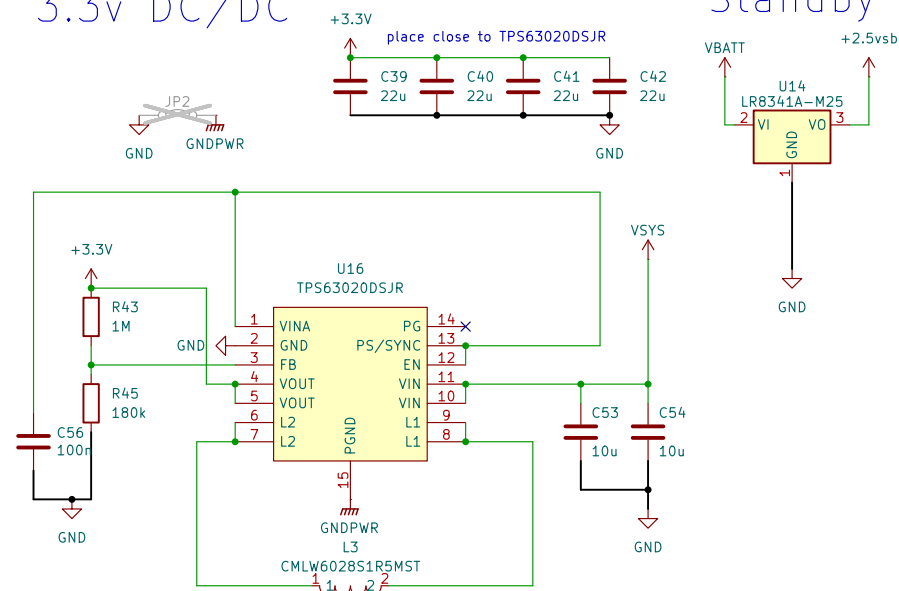 3.3v DC/DC
Standby
+3.3V
place close to TPS63020DSJR
C39
22u
C40
22u
C41
22u
C42
22u
GND
JP2
GND
GNDPWR
VBATT
+2.5vsb
U14
LR8341A-M25
2
VI
VO
3
GND
1
GND
+3.3V
R43
1M
R45
180k
C56
100n
GND
U16
TPS63020DSJR
1
VINA
GND
2
GND
3
FB
4
VOUT
5
VOUT
6
L2
7
L2
PG
14
PS/SYNC
13
EN
12
VIN
11
VIN
10
L1
9
L1
8
PGND
15
GNDPWR
VSYS
C53
10u
C54
10u
GND
L3
CMLW6028S1R5MST
1
1
2
2